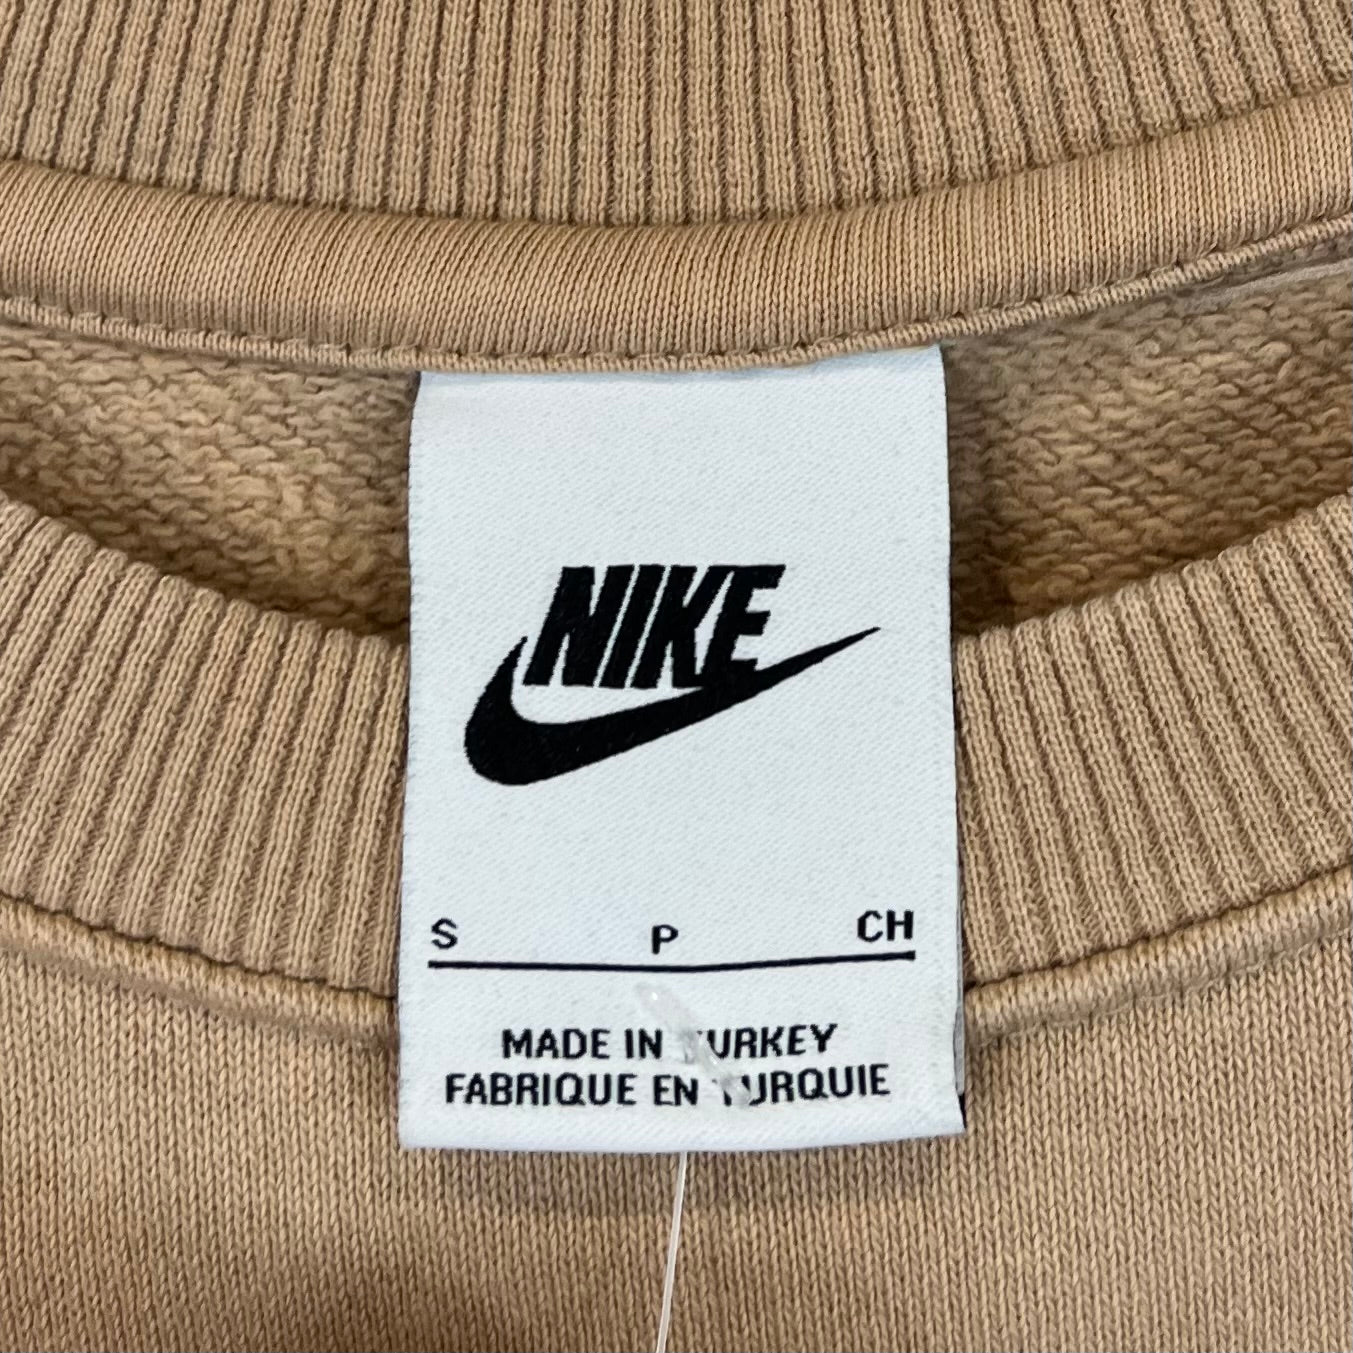 NIKE
S P CH
MADE IN TURKEY
FABRIQUE EN TURQUIE